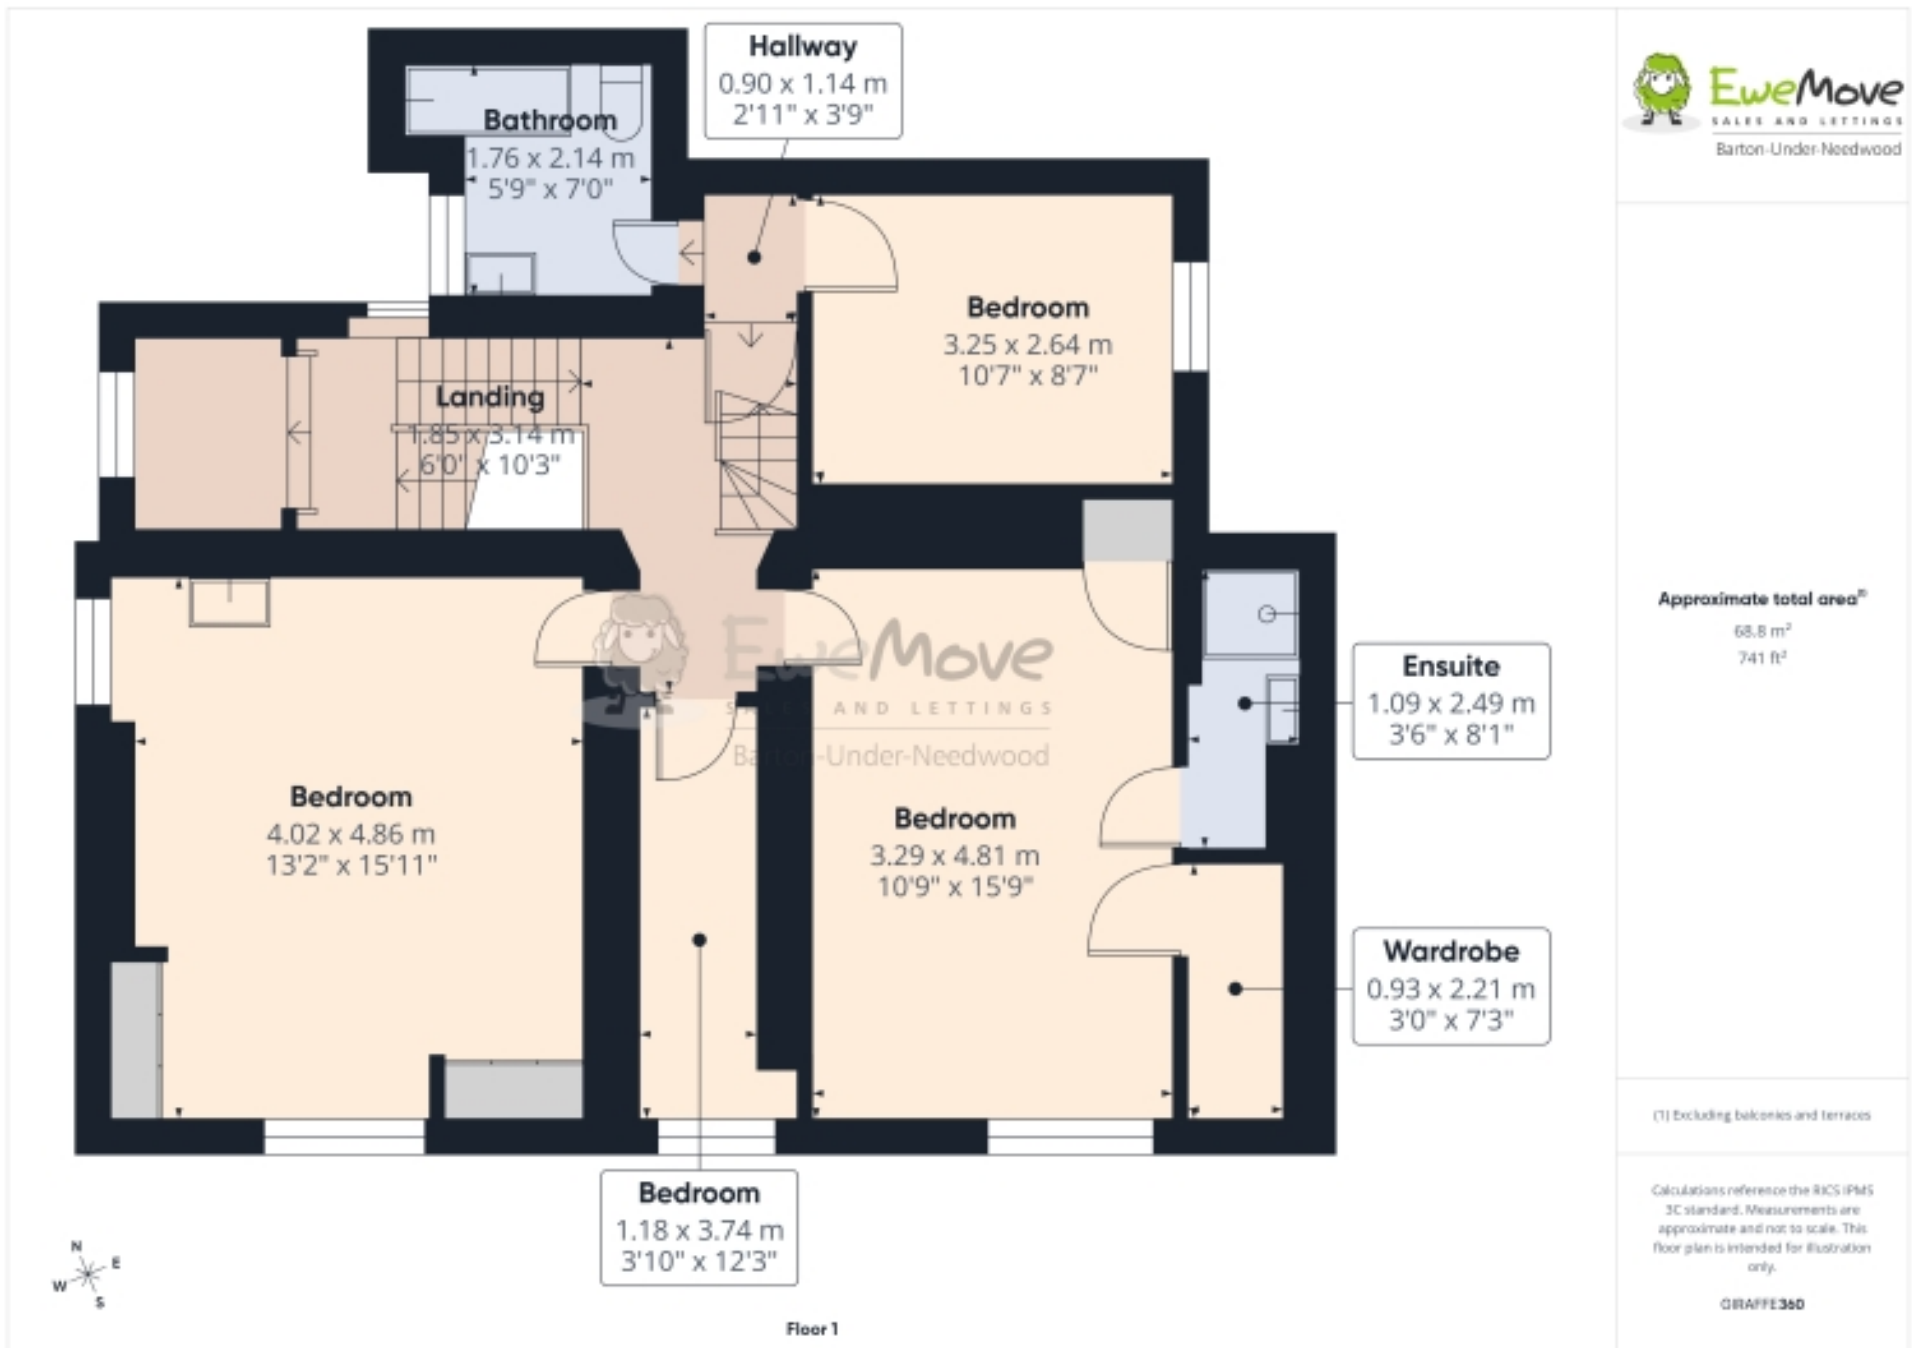 Hallway
0.90 x 1.14 m
2'11" x 3'9"
Bathroom
1.76 x 2.14 m
5'9" x 7'0"
Bedroom
3.25 x 2.64 m
10'7" x 8'7"
Landing
1.85 x 3.14 m
6'0" x 10'3"
EweMove
SALES AND LETTINGS
Barton-Under-Needwood
Ensuite
1.09 x 2.49 m
3'6" x 8'1"
Bedroom
4.02 x 4.86 m
13'2" x 15'11"
Bedroom
3.29 x 4.81 m
10'9" x 15'9"
Wardrobe
0.93 x 2.21 m
3'0" x 7'3"
Bedroom
1.18 x 3.74 m
3'10" x 12'3"
N
E
W
S
Floor 1
EweMove
SALES AND LETTINGS
Barton-Under-Needwood
Approximate total area(1)
68.8 m²
741 ft²
(1) Excluding balconies and terraces
Calculations reference the RICS IPMS
3C standard. Measurements are
approximate and not to scale. This
floor plan is intended for illustration
only.
GIRAFFE360